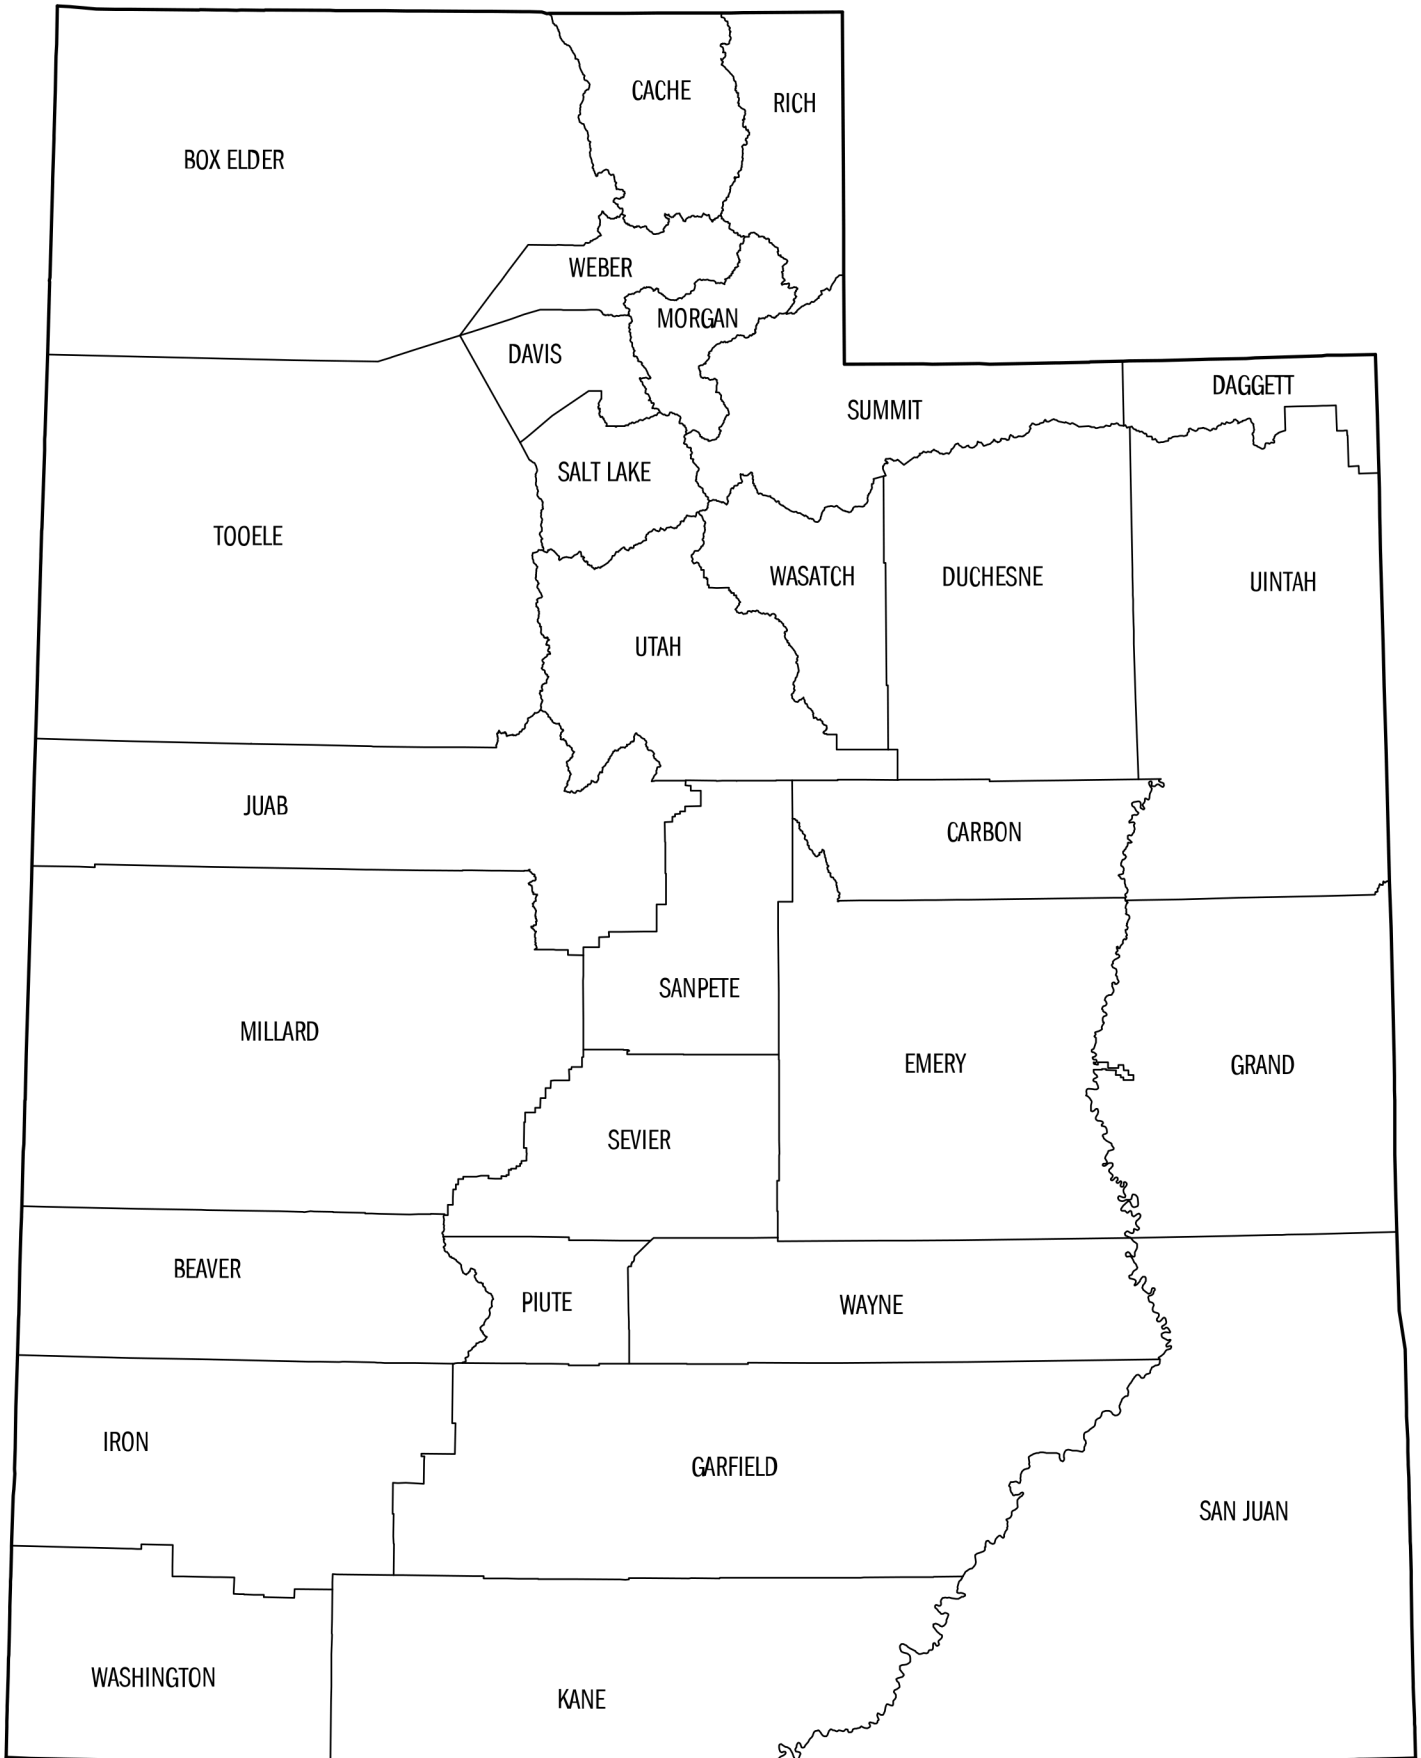 CACHE
RICH
BOX ELDER
WEBER
MORGAN
DAVIS
DAGGETT
SUMMIT
SALT LAKE
TOOELE
WASATCH
DUCHESNE
UINTAH
UTAH
JUAB
CARBON
SANPETE
MILLARD
EMERY
GRAND
SEVIER
BEAVER
PIUTE
WAYNE
IRON
GARFIELD
SAN JUAN
WASHINGTON
KANE